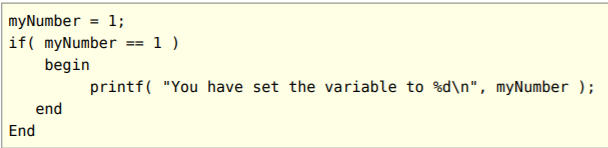 myNumber = 1;
if( myNumber == 1 )
    begin
         printf( "You have set the variable to %d\n", myNumber );
   end
End